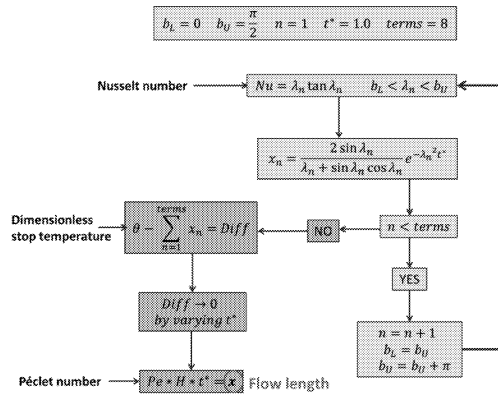 b_L = 0 b_U = π/2 n = 1 t* = 1.0 terms = 8
Nusselt number
Nu = λ_n tan λ_n b_L < λ_n < b_U
x_n = 2 sin λ_n / (λ_n + sin λ_n cos λ_n) e^(-λ_n² t*)
Dimensionless
stop temperature
θ − ∑_{n=1}^{terms} x_n = Diff
NO
n < terms
YES
Diff → 0
by varying t*
n = n + 1
b_L = b_U
b_U = b_U + π
Péclet number
Pe * H * t* = x
Flow length